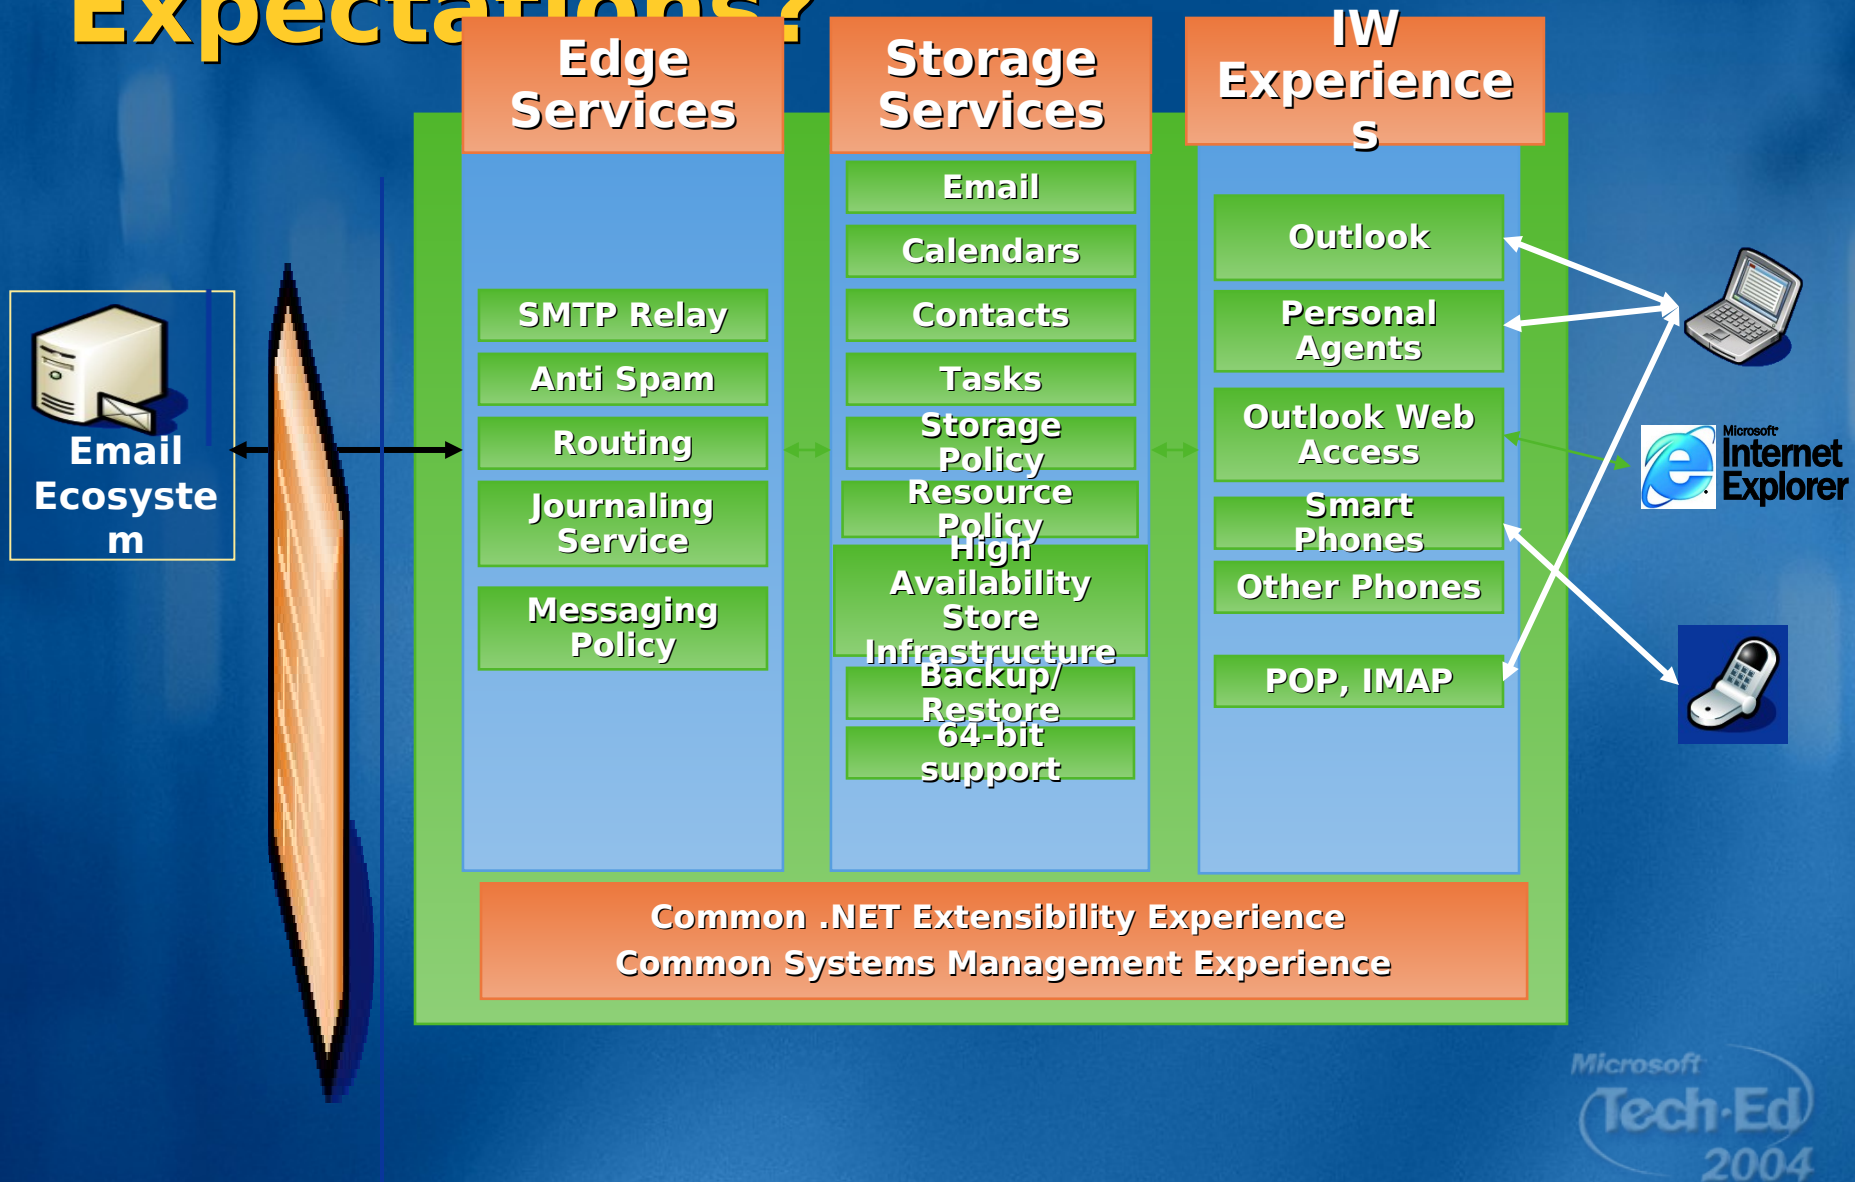 Expectations?
Edge
Services
Storage
Services
IW
Experience
s
Email
Ecosyste
m
SMTP Relay
Anti Spam
Routing
Journaling
Service
Messaging
Policy
Email
Calendars
Contacts
Tasks
Storage
Policy
Resource
Policy
High
Availability
Store
Infrastructure
Backup/
Restore
64-bit
support
Outlook
Personal
Agents
Outlook Web
Access
Smart
Phones
Other Phones
POP, IMAP
Microsoft
Internet
Explorer
Common .NET Extensibility Experience
Common Systems Management Experience
Microsoft
Tech·Ed
2004